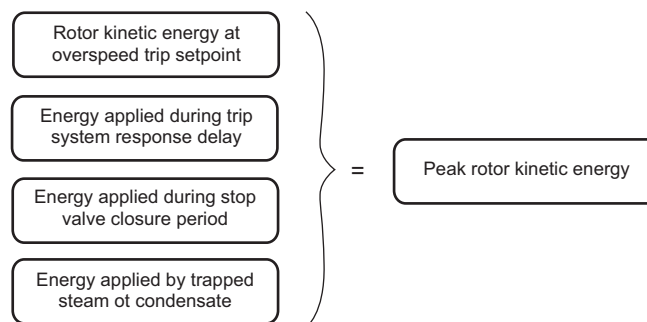 Rotor kinetic energy at
overspeed trip setpoint
Energy applied during trip
system response delay
Energy applied during stop
valve closure period
Energy applied by trapped
steam ot condensate
=
Peak rotor kinetic energy